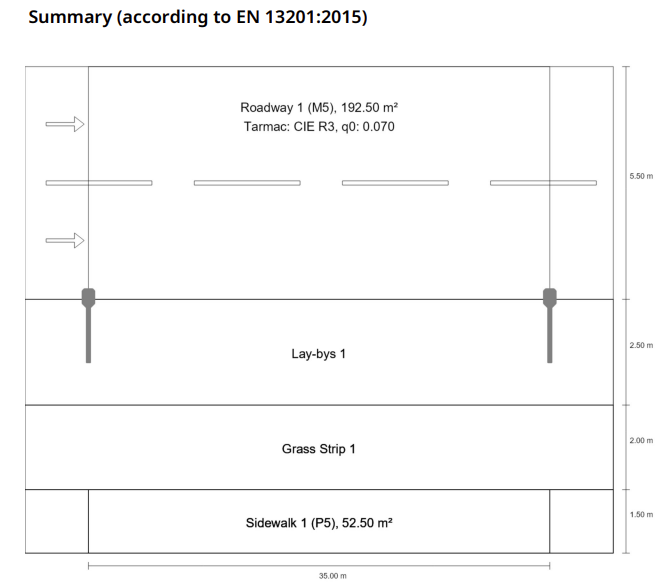 Summary (according to EN 13201:2015)
Roadway 1 (M5), 192.50 m²
Tarmac: CIE R3, q0: 0.070
5.50 m
Lay-bys 1
2.50 m
Grass Strip 1
2.00 m
Sidewalk 1 (P5), 52.50 m²
1.50 m
35.00 m